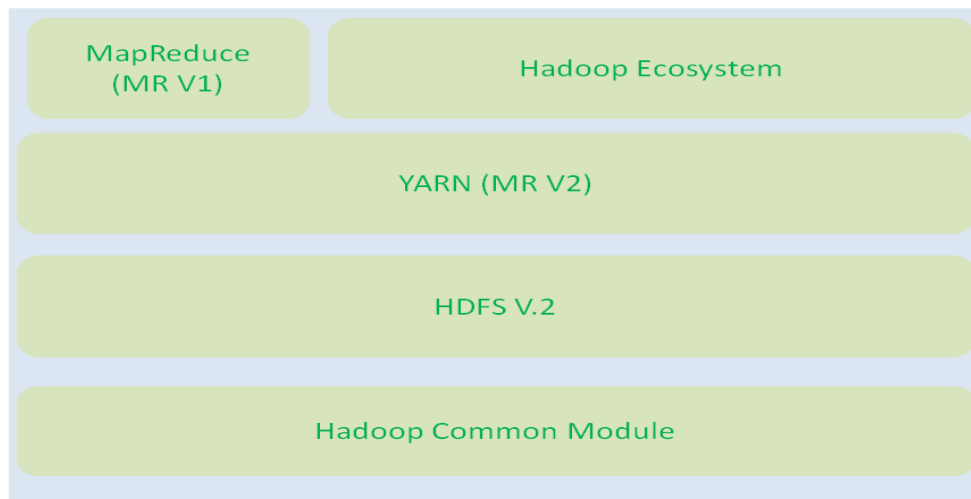 MapReduce
(MR V1)
Hadoop Ecosystem
YARN (MR V2)
HDFS V.2
Hadoop Common Module